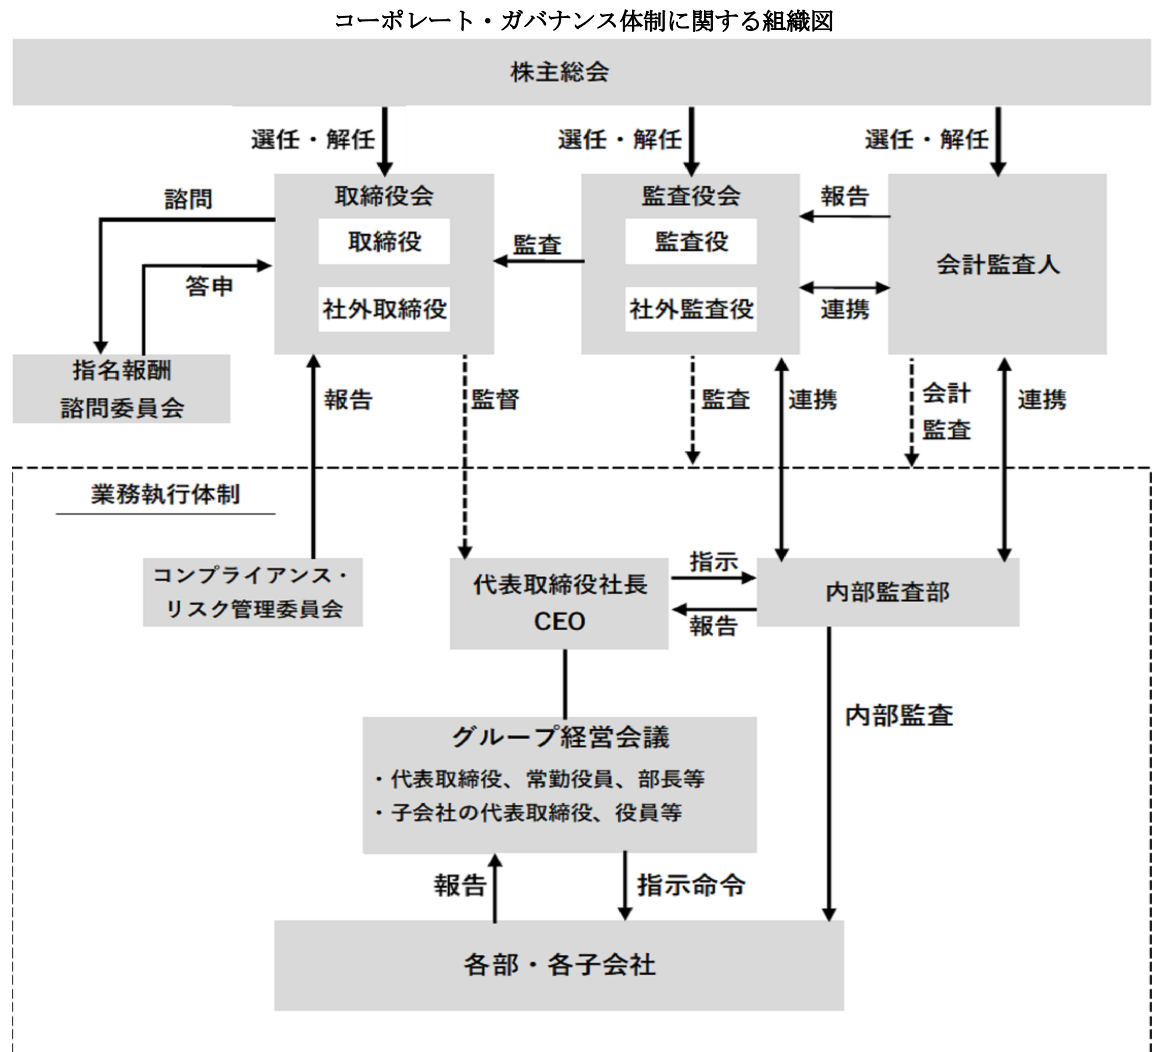 コーポレート・ガバナンス体制に関する組織図
株主総会
選任・解任
選任・解任
選任・解任
諮問
取締役会
取締役
社外取締役
監査
監査役会
監査役
社外監査役
報告
連携
会計監査人
答申
指名報酬
諮問委員会
報告
監督
監査
連携
会計
監査
連携
業務執行体制
コンプライアンス・
リスク管理委員会
代表取締役社長
CEO
指示
報告
内部監査部
内部監査
グループ経営会議
・代表取締役、常勤役員、部長等
・子会社の代表取締役、役員等
報告
指示命令
各部・各子会社